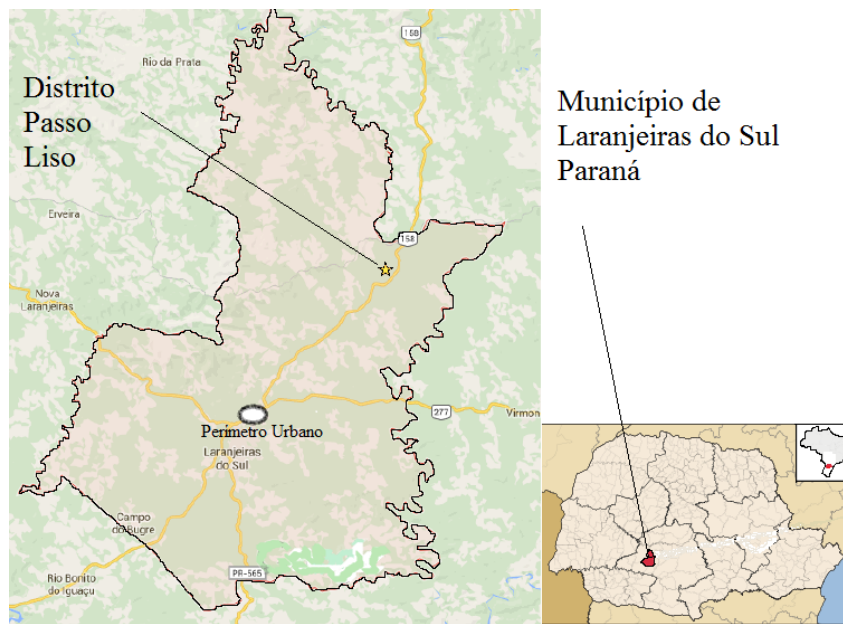 158
Rio da Prata
Distrito
Passo
Liso
Município de
Laranjeiras do Sul
Paraná
Erveira
158
Nova
Laranjeiras
277
Virmon
Perímetro Urbano
Laranjeiras
do Sul
Campo
do Bugre
PR-565
Rio Bonito
do Iguaçu